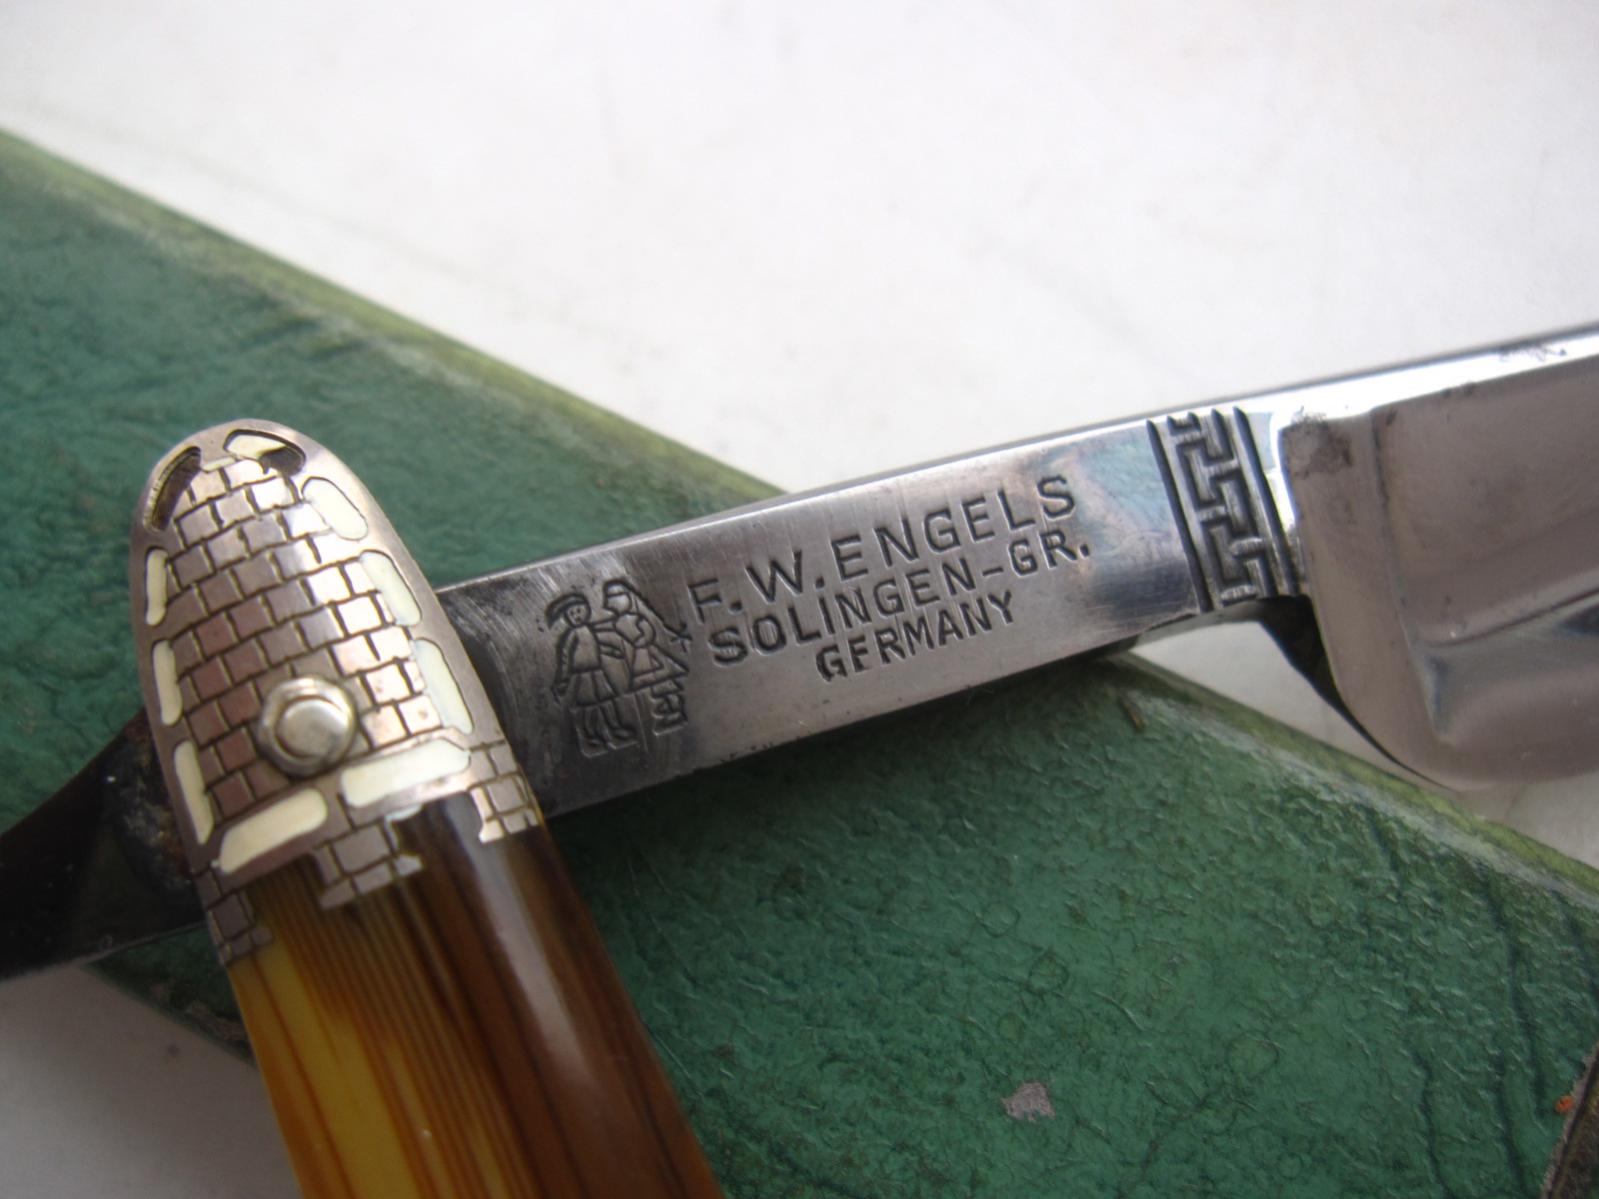 F. W. ENGELS
SOLINGEN-GR.
GERMANY